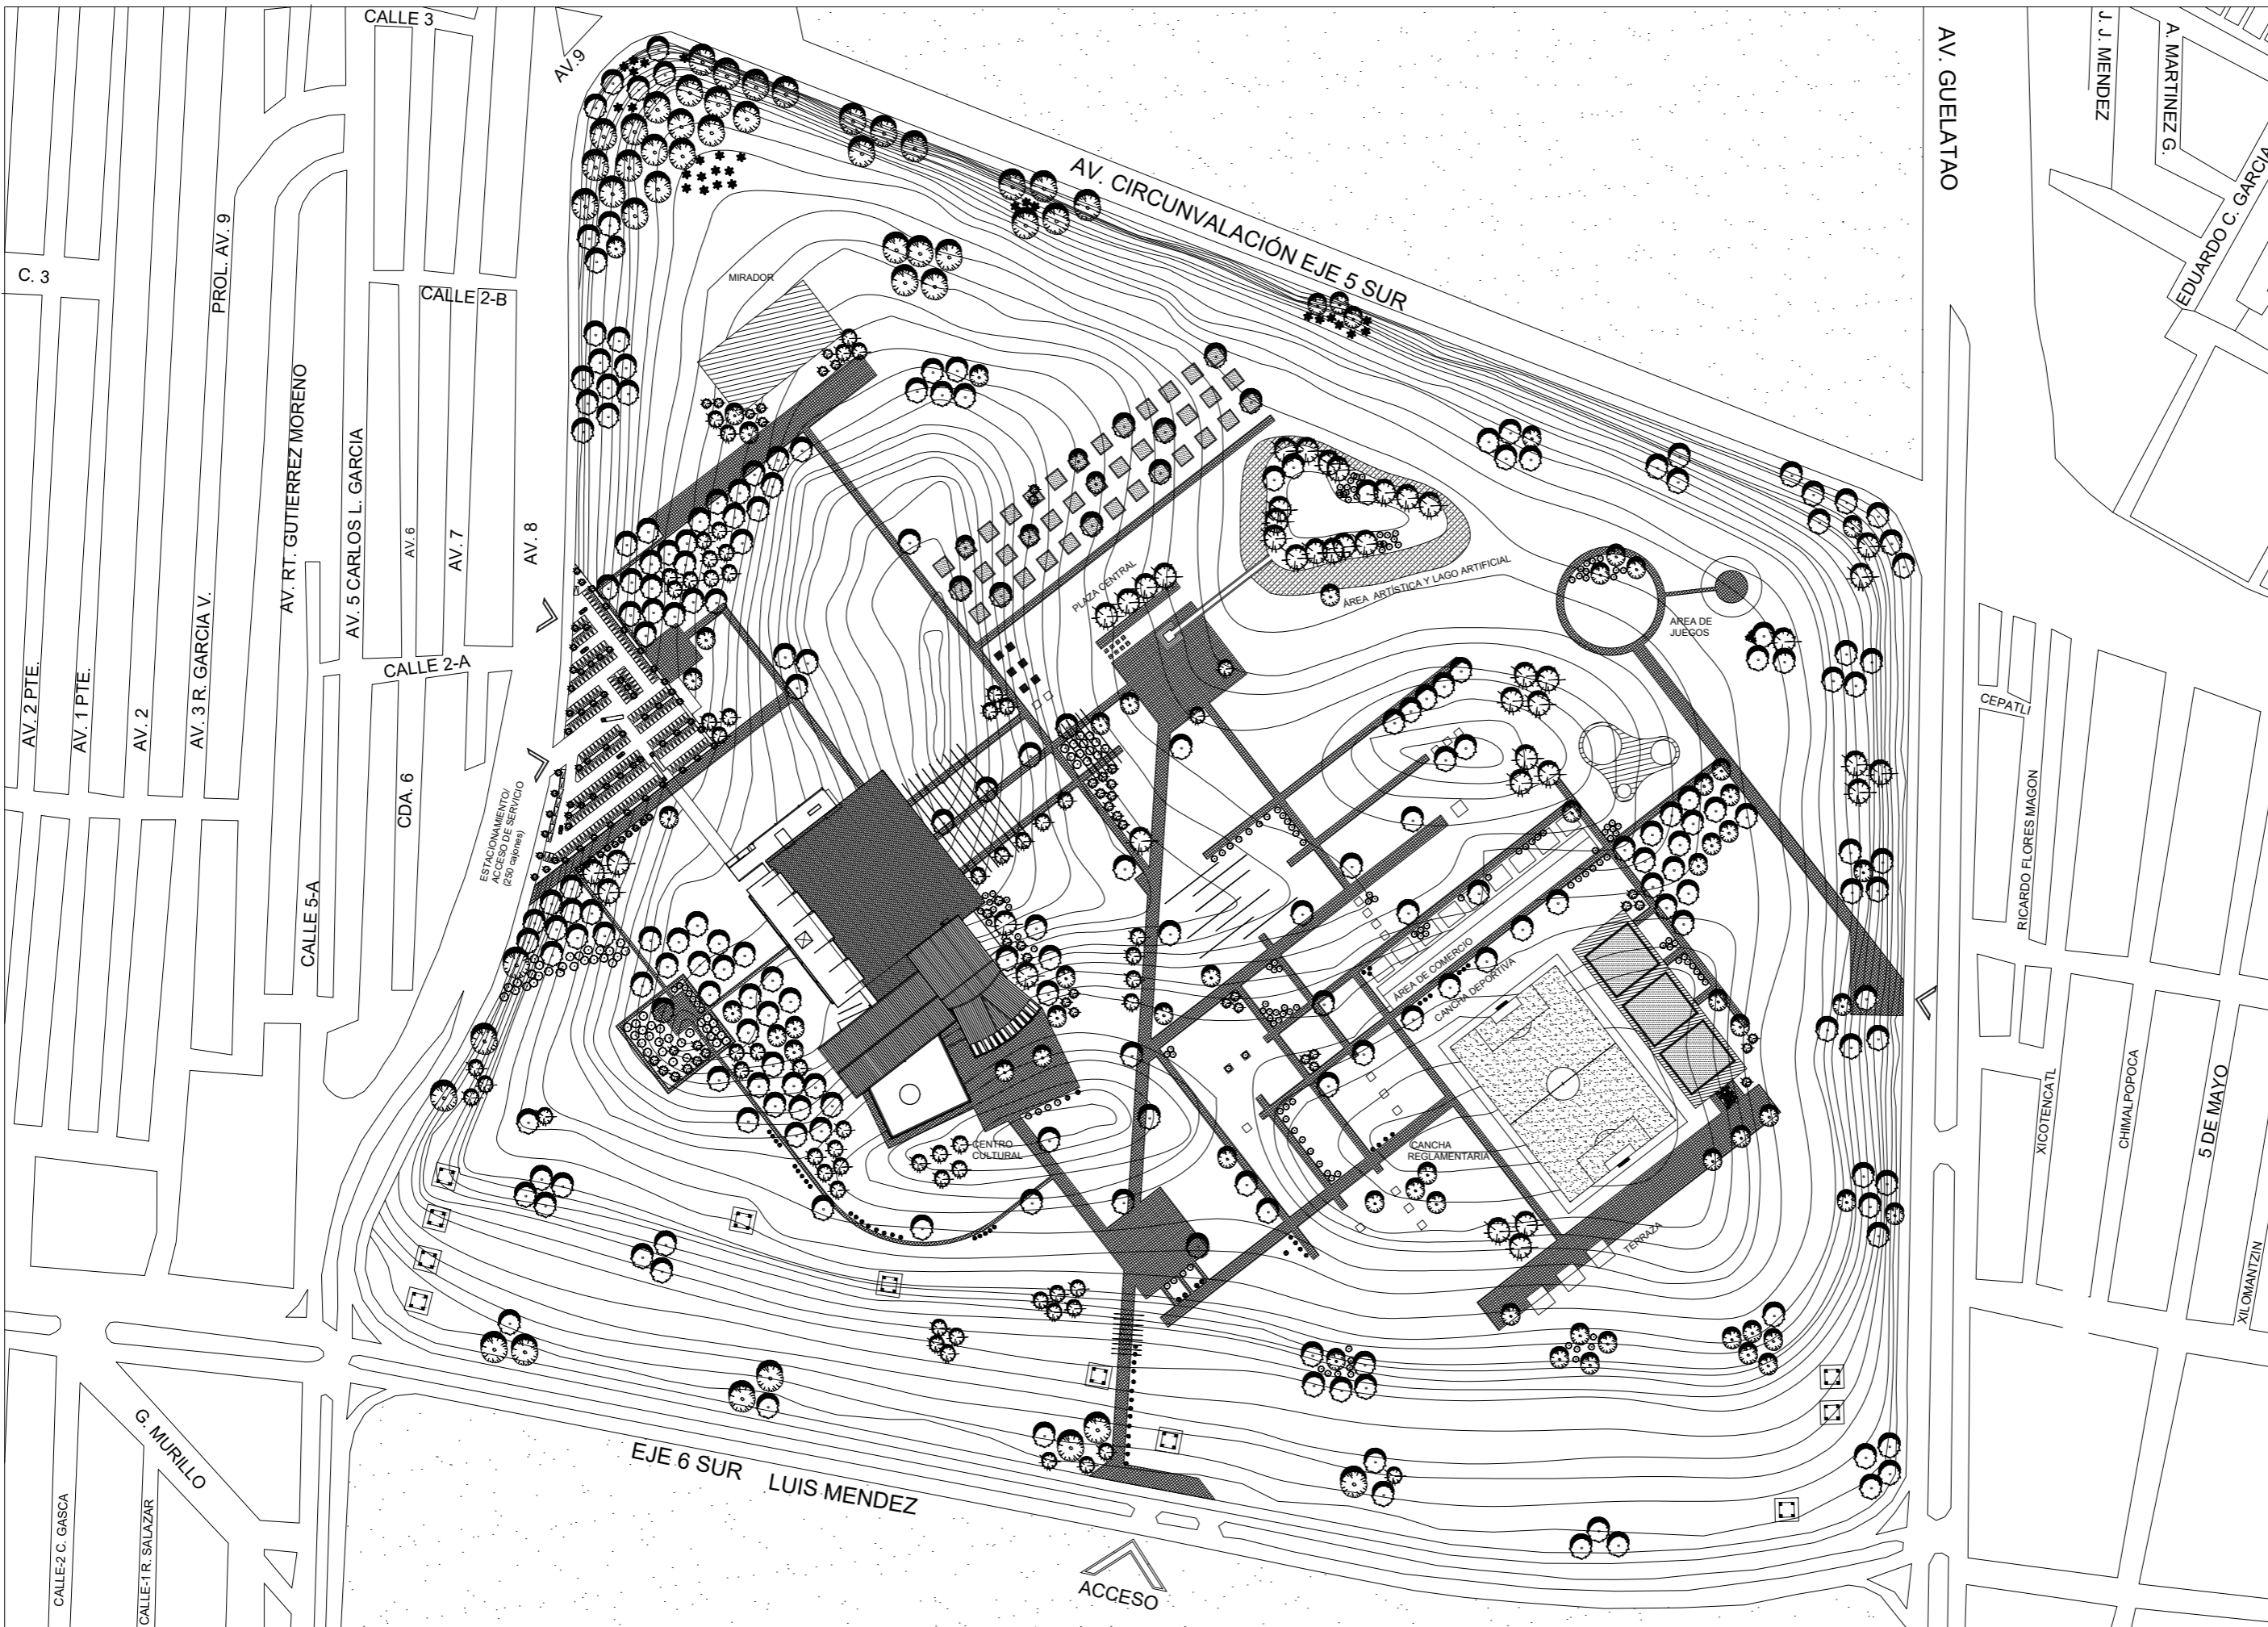 CALLE 3
AV.9
AV. GUELATAO
J. J. MENDEZ
A. MARTINEZ G.
EDUARDO C. GARCIA
AV. CIRCUNVALACIÓN EJE 5 SUR
C. 3
PROL. AV. 9
CALLE 2-B
MIRADOR
AV. RT. GUTIERREZ MORENO
AV. 5 CARLOS L. GARCIA
AV. 6
AV. 7
AV. 8
PLAZA CENTRAL
ÁREA ARTÍSTICA Y LAGO ARTIFICIAL
AREA DE
JUEGOS
AV. 2 PTE.
AV. 1 PTE.
AV. 2
AV. 3 R. GARCIA V.
CALLE 2-A
CEPATLI
CDA. 6
ESTACIONAMIENTO/
ACCESO DE SERVICIO
(250 cajones)
RICARDO FLORES MAGON
CALLE 5-A
ÁREA DE COMERCIO
CANCHA DEPORTIVA
XICOTENCATL
CHIMALPOPOCA
5 DE MAYO
CENTRO
CULTURAL
CANCHA
REGLAMENTARIA
TERRAZA
XILOMANTZIN
G. MURILLO
EJE 6 SUR LUIS MENDEZ
CALLE-2 C. GASCA
CALLE-1 R. SALAZAR
ACCESO